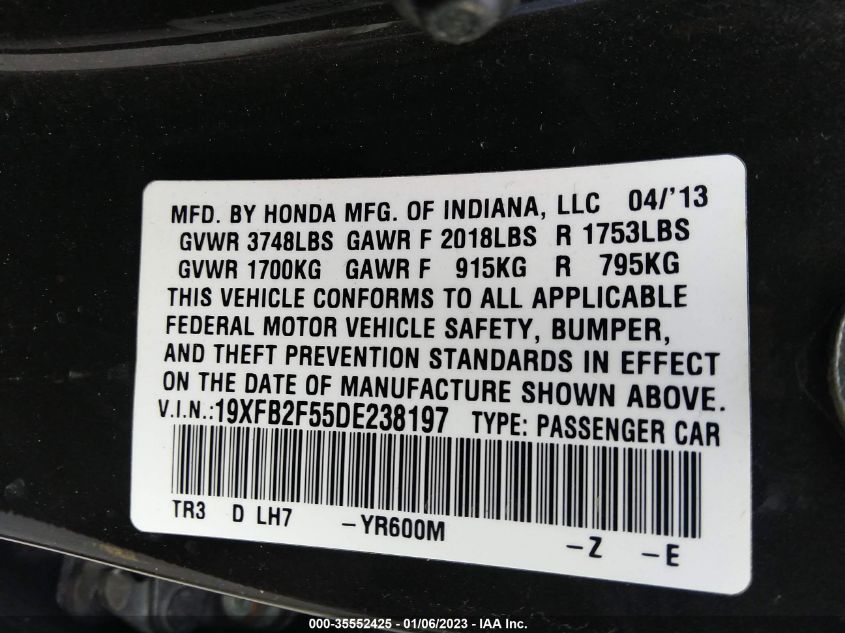 MFD. BY HONDA MFG. OF INDIANA, LLC 04/'13
GVWR 3748LBS GAWR F 2018LBS R 1753LBS
GVWR 1700KG GAWR F 915KG R 795KG
THIS VEHICLE CONFORMS TO ALL APPLICABLE
FEDERAL MOTOR VEHICLE SAFETY, BUMPER,
AND THEFT PREVENTION STANDARDS IN EFFECT
ON THE DATE OF MANUFACTURE SHOWN ABOVE.
V.I.N.:19XFB2F55DE238197 TYPE: PASSENGER CAR
TR3 D LH7 -YR600M -Z -E
000-35552425 - 01/06/2023 - © IAA Inc.